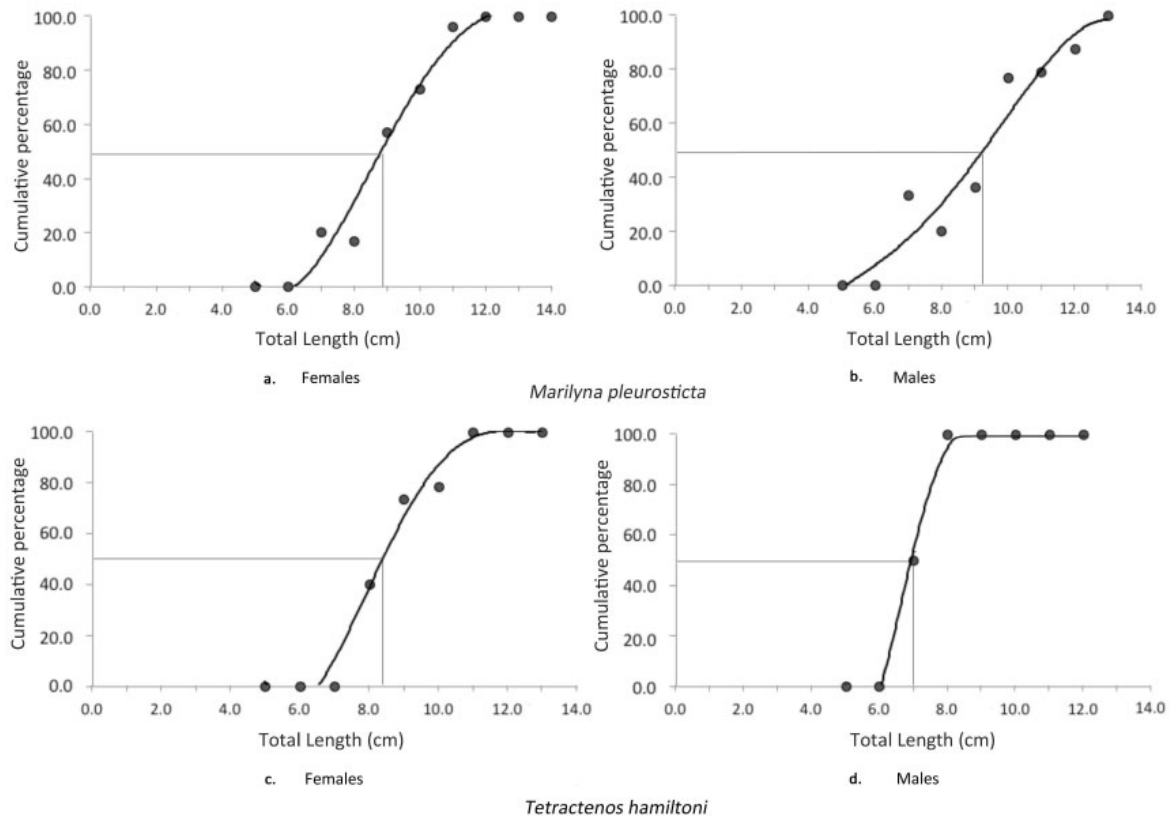 100.0
80.0
60.0
40.0
20.0
0.0
Cumulative percentage
0.0 2.0 4.0 6.0 8.0 10.0 12.0 14.0
Total Length (cm)
a. Females
100.0
80.0
60.0
40.0
20.0
0.0
Cumulative percentage
0.0 2.0 4.0 6.0 8.0 10.0 12.0 14.0
Total Length (cm)
b. Males
Marilyna pleurosticta
100.0
80.0
60.0
40.0
20.0
0.0
Cumulative percentage
0.0 2.0 4.0 6.0 8.0 10.0 12.0 14.0
Total Length (cm)
c. Females
100.0
80.0
60.0
40.0
20.0
0.0
Cumulative percentage
0.0 2.0 4.0 6.0 8.0 10.0 12.0 14.0
Total Length (cm)
d. Males
Tetractenos hamiltoni